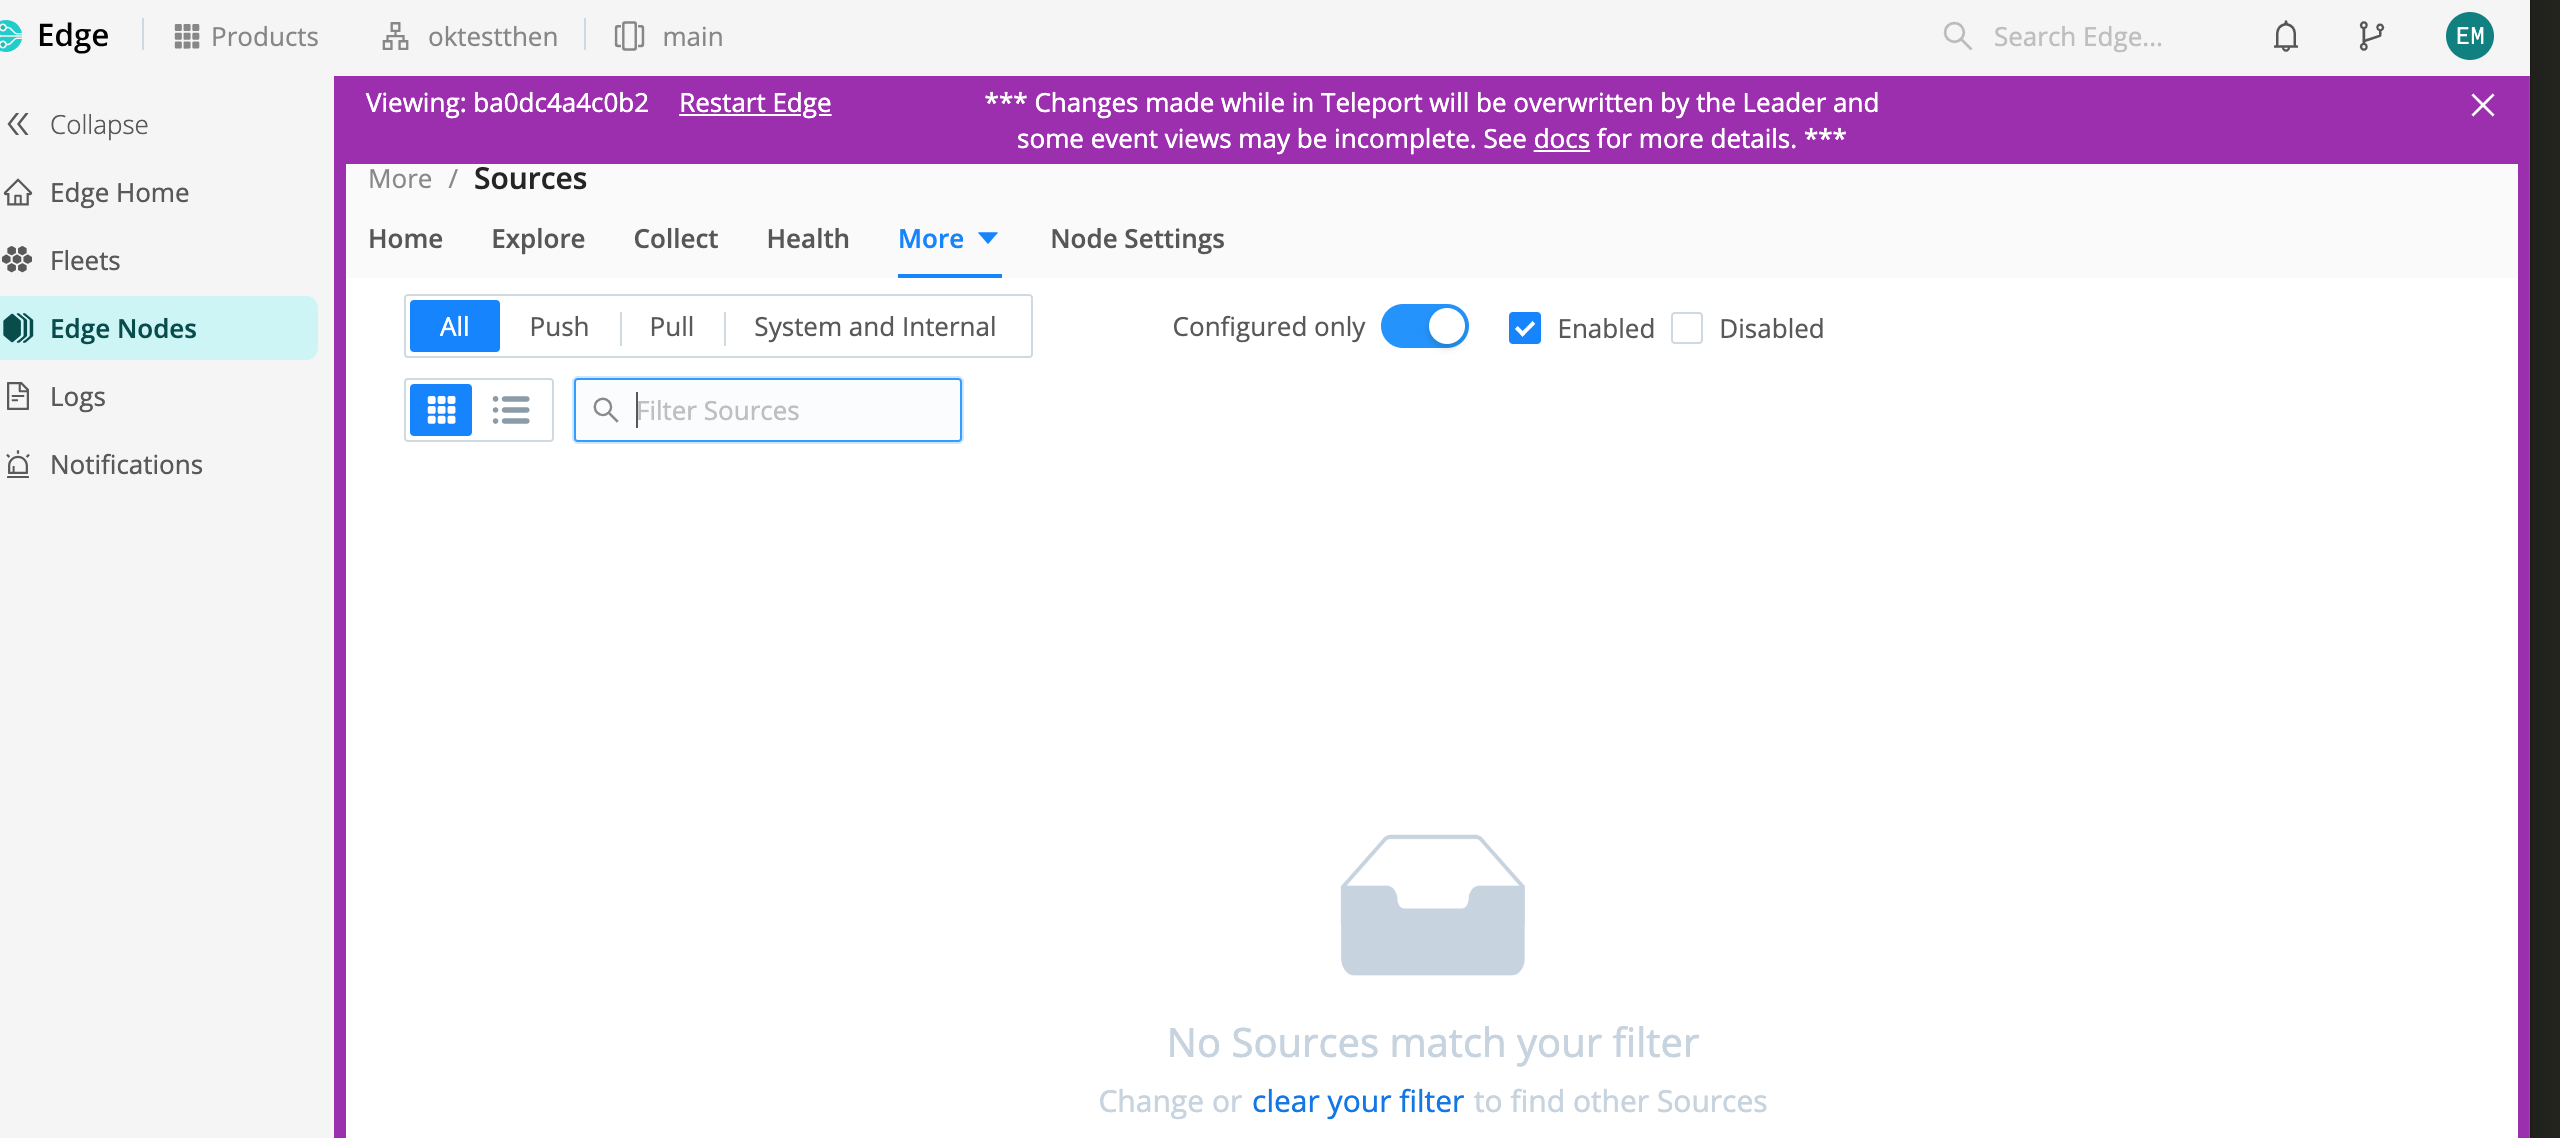 Edge Products oktestthen main Search Edge... EM
Collapse
Edge Home
Fleets
Edge Nodes
Logs
Notifications
Viewing: ba0dc4a4c0b2 Restart Edge
*** Changes made while in Teleport will be overwritten by the Leader and
some event views may be incomplete. See docs for more details. ***
More / Sources
Home Explore Collect Health More Node Settings
All Push Pull System and Internal Configured only Enabled Disabled
Filter Sources
No Sources match your filter
Change or clear your filter to find other Sources